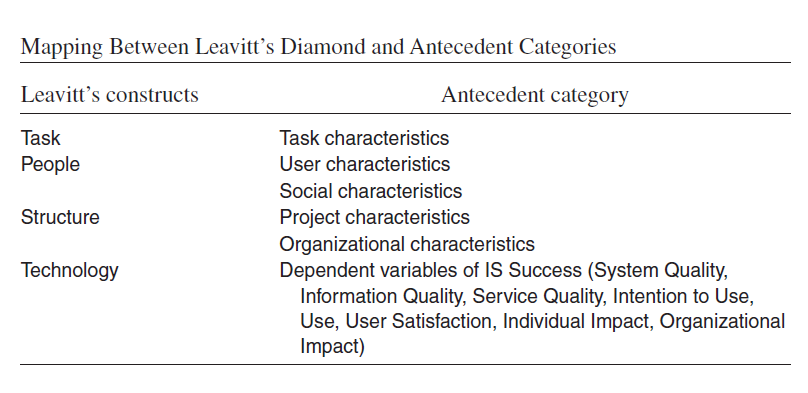 Mapping Between Leavitt’s Diamond and Antecedent Categories
Leavitt’s constructs Antecedent category
Task Task characteristics
People User characteristics
Social characteristics
Structure Project characteristics
Organizational characteristics
Technology Dependent variables of IS Success (System Quality,
Information Quality, Service Quality, Intention to Use,
Use, User Satisfaction, Individual Impact, Organizational
Impact)